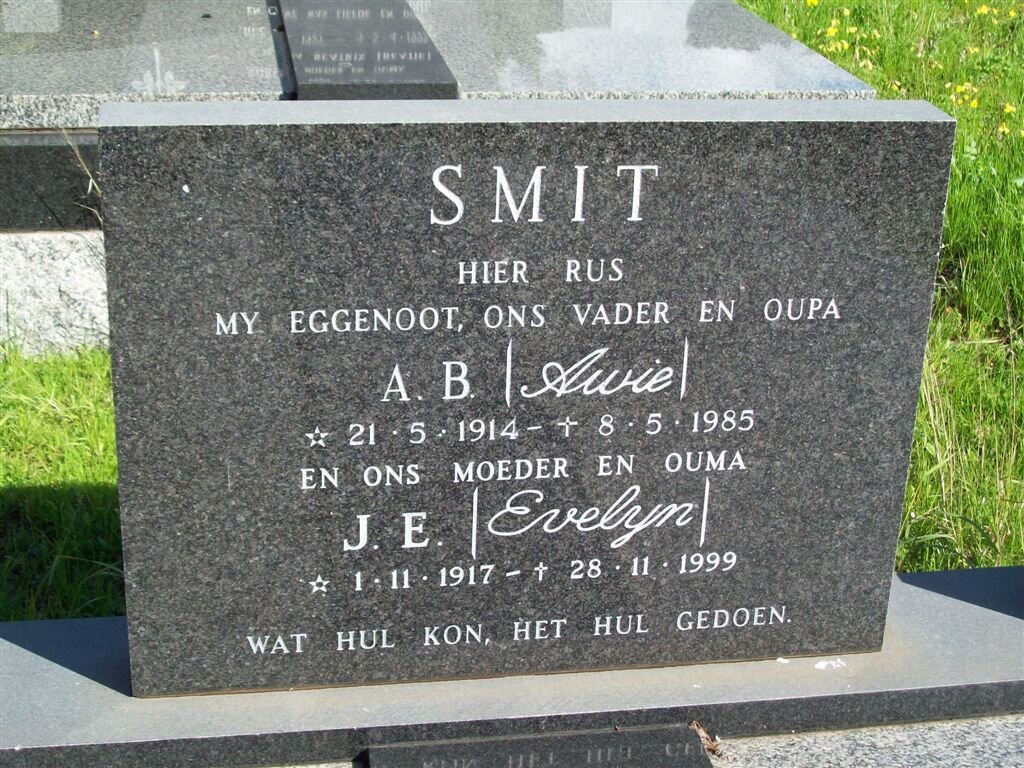 SMIT
HIER RUS
MY EGGENOOT, ONS VADER EN OUPA
A. B. |Awie|
☆ 21·5·1914 - ✝ 8·5·1985
EN ONS MOEDER EN OUMA
J. E. |Evelyn|
☆ 1·11·1917 - ✝ 28·11·1999
WAT HUL KON, HET HUL GEDOEN.